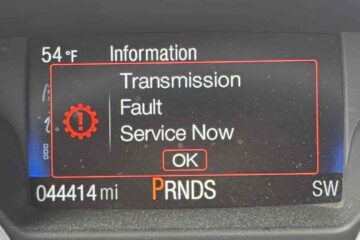 54 °F Information
Transmission
Fault
Service Now
OK
044414 mi PRNDS SW